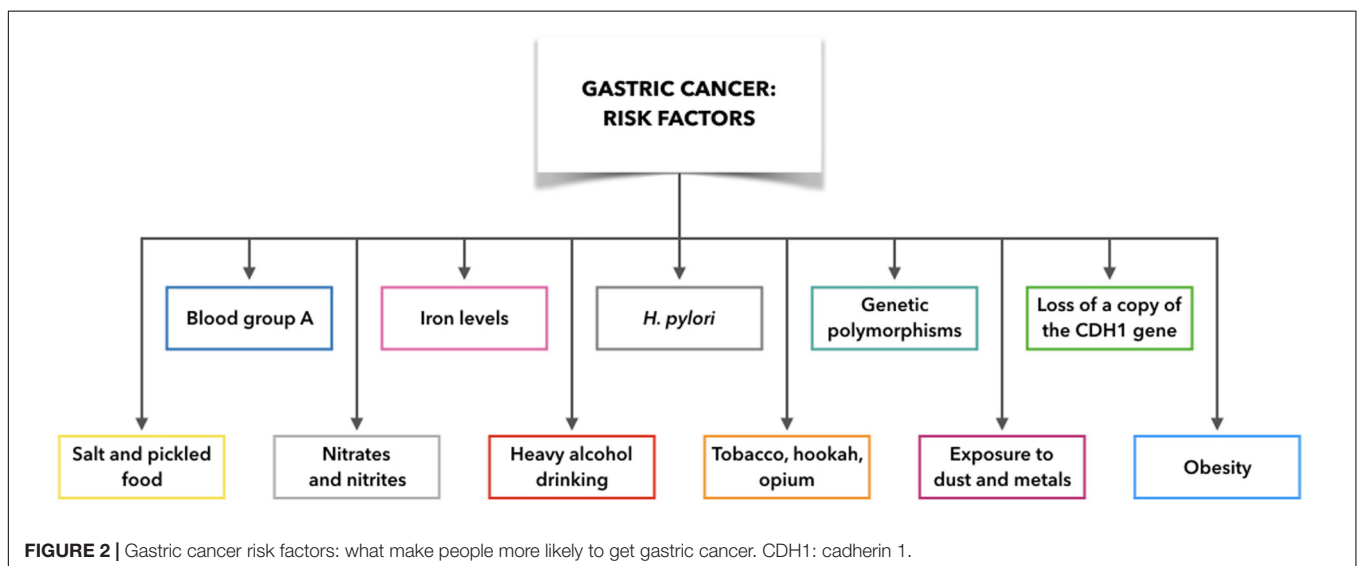 GASTRIC CANCER:
RISK FACTORS
Blood group A
Iron levels
H. pylori
Genetic
polymorphisms
Loss of a copy of
the CDH1 gene
Salt and pickled
food
Nitrates
and nitrites
Heavy alcohol
drinking
Tobacco, hookah,
opium
Exposure to
dust and metals
Obesity
FIGURE 2 | Gastric cancer risk factors: what make people more likely to get gastric cancer. CDH1: cadherin 1.